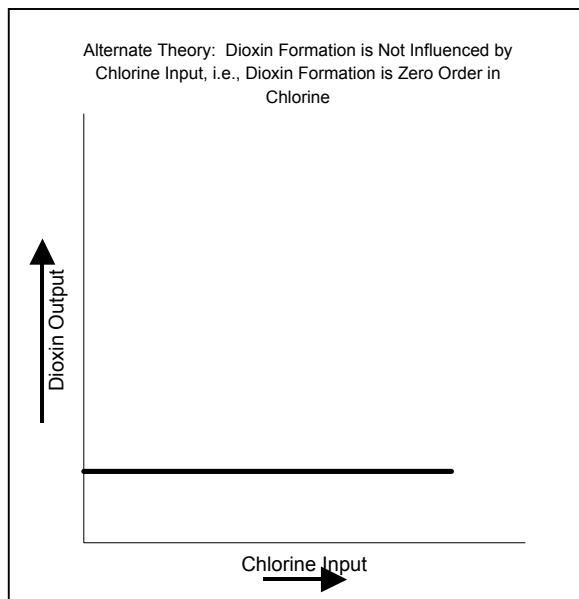 Alternate Theory:  Dioxin Formation is Not Influenced by
Chlorine Input, i.e., Dioxin Formation is Zero Order in
Chlorine
Dioxin Output
Chlorine Input